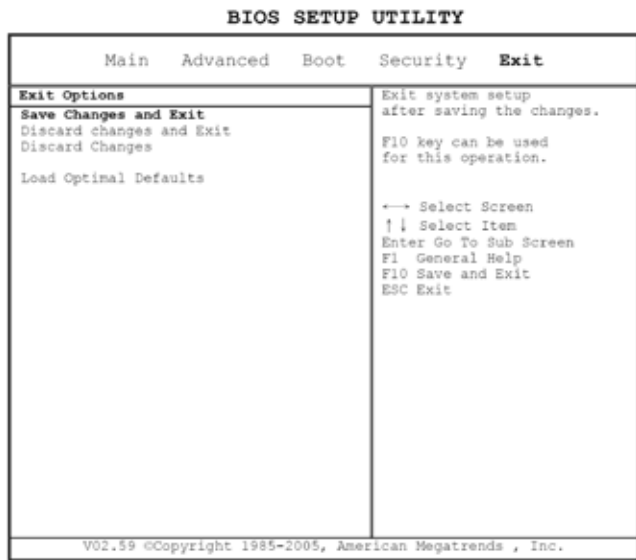 BIOS SETUP UTILITY
Main Advanced Boot Security Exit
Exit Options
Save Changes and Exit
Discard changes and Exit
Discard Changes
Load Optimal Defaults
Exit system setup
after saving the changes.
F10 key can be used
for this operation.
←→ Select Screen
↑↓ Select Item
Enter Go To Sub Screen
F1 General Help
F10 Save and Exit
ESC Exit
V02.59 ©Copyright 1985-2005, American Megatrends , Inc.